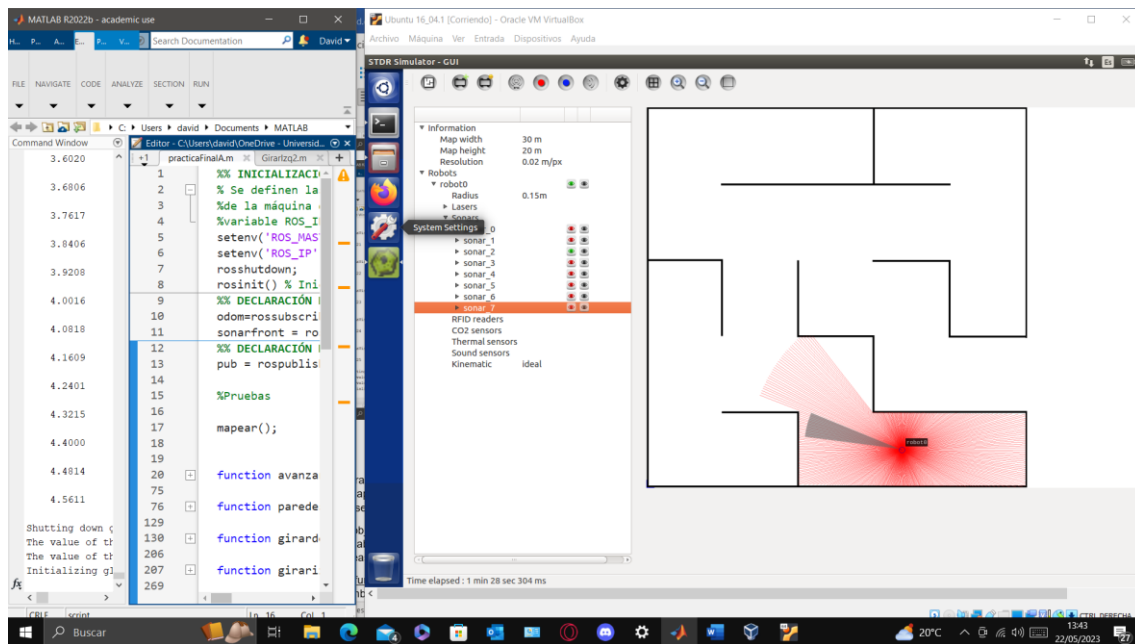 MATLAB R2022b - academic use
H... P... A... E... P... V...
Search Documentation
David
FILE NAVIGATE CODE ANALYZE SECTION RUN
C: ▸ Users ▸ david ▸ Documents ▸ MATLAB
Command Window
3.6020
3.6806
3.7617
3.8406
3.9208
4.0016
4.0818
4.1609
4.2401
4.3215
4.4000
4.4814
4.5611
Shutting down g
The value of th
The value of th
Initializing gl
fx
Editor - C:\Users\david\OneDrive - Universid...
+1 practicaFinalA.m GirarIzq2.m +
1 %% INICIALIZACI
2 % Se definen la
3 %de la máquina
4 %variable ROS_I
5 setenv('ROS_MAS
6 setenv('ROS_IP'
7 rosshutdown;
8 rosinit() % Ini
9 %% DECLARACIÓN
10 odom=rossubscri
11 sonarfront = ro
12 %% DECLARACIÓN
13 pub = rospublis
14
15 %Pruebas
16
17 mapear();
18
19
20 function avanza
75
76 function parede
129
130 function girard
206
207 function girari
269
CRLF script Ln 16 Col 1
Ubuntu 16_04.1 [Corriendo] - Oracle VM VirtualBox
Archivo Máquina Ver Entrada Dispositivos Ayuda
STDR Simulator - GUI
Es
Information
Map width 30 m
Map height 20 m
Resolution 0.02 m/px
Robots
robot0
Radius 0.15m
Lasers
Sonars
System Settings
_0
sonar_1
sonar_2
sonar_3
sonar_4
sonar_5
sonar_6
sonar_7
RFID readers
CO2 sensors
Thermal sensors
Sound sensors
Kinematic ideal
robot0
Time elapsed : 1 min 28 sec 304 ms
CTRL DERECHA
Buscar
20°C
13:43
22/05/2023
27